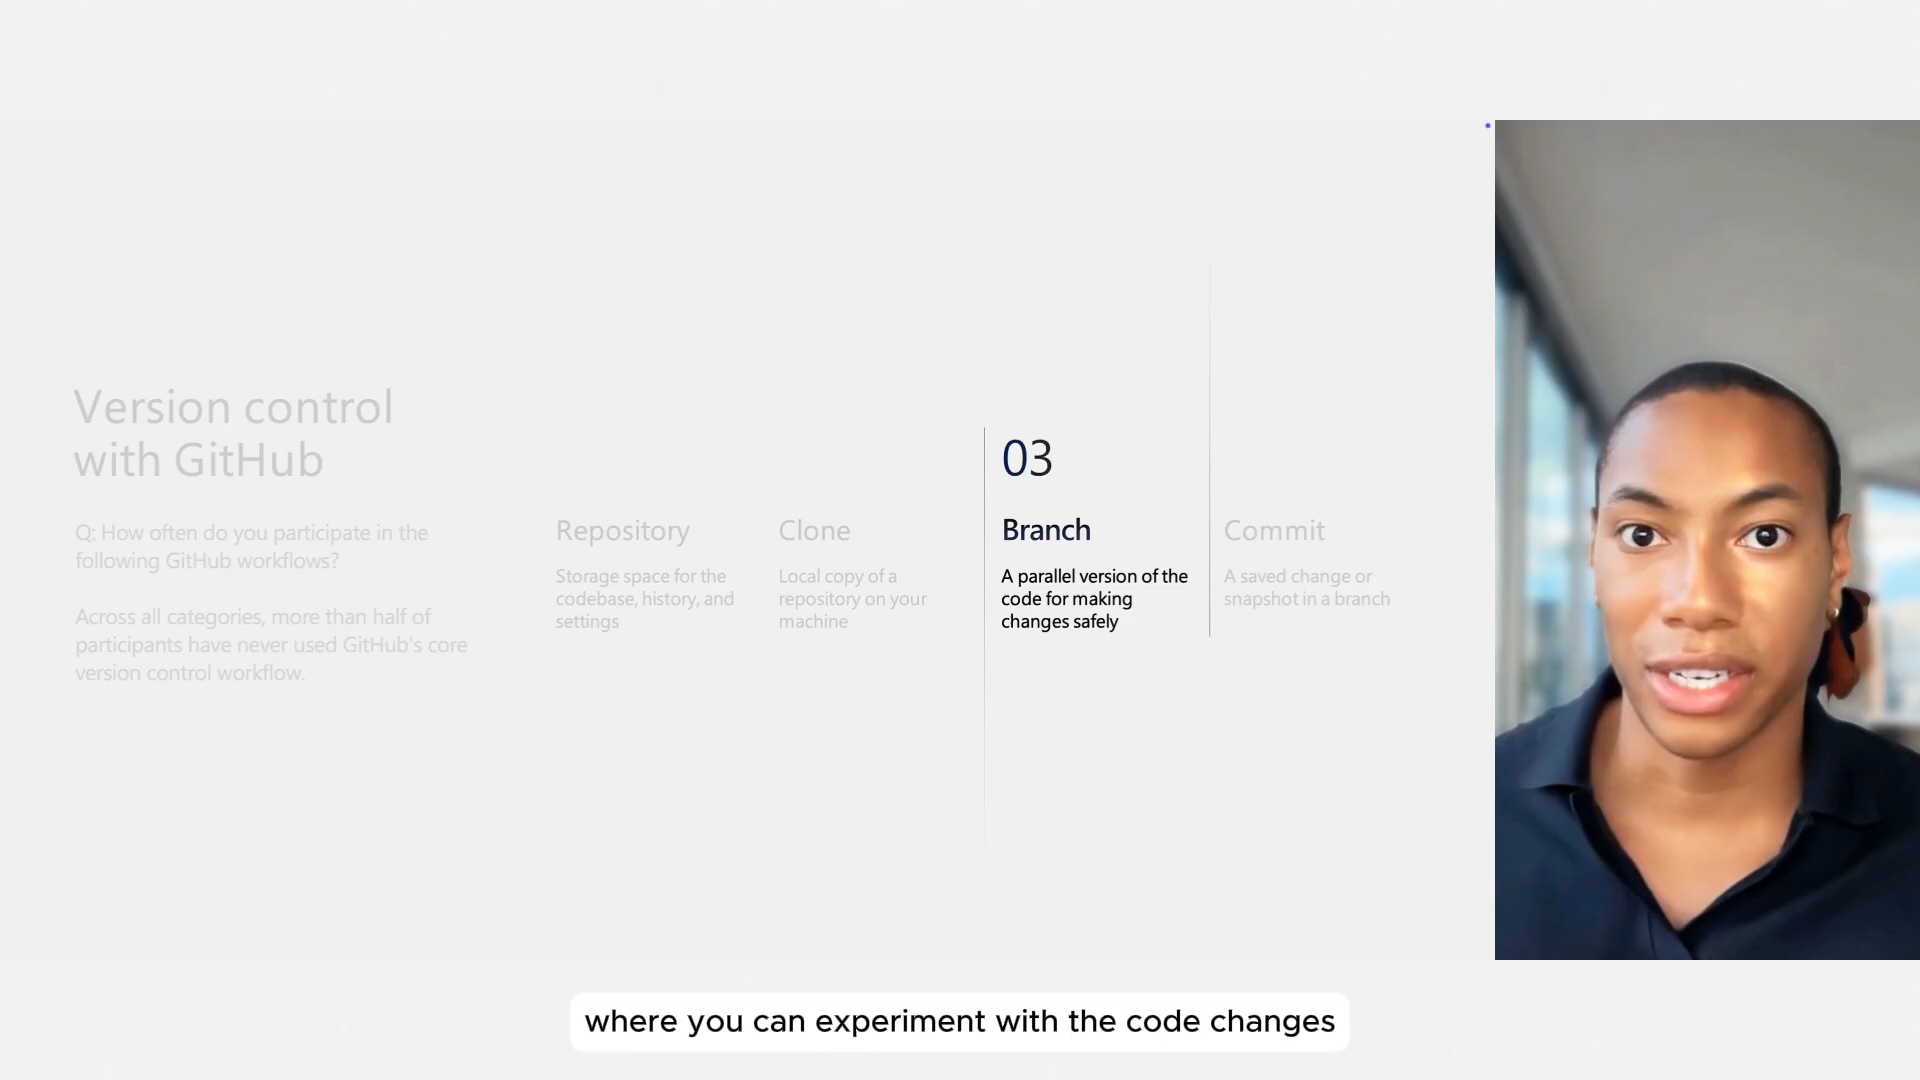 Version control
with GitHub
Q: How often do you participate in the
following GitHub workflows?
Across all categories, more than half of
participants have never used GitHub's core
version control workflow.
Repository
Storage space for the
codebase, history, and
settings
Clone
Local copy of a
repository on your
machine
03
Branch
A parallel version of the
code for making
changes safely
Commit
A saved change or
snapshot in a branch
where you can experiment with the code changes